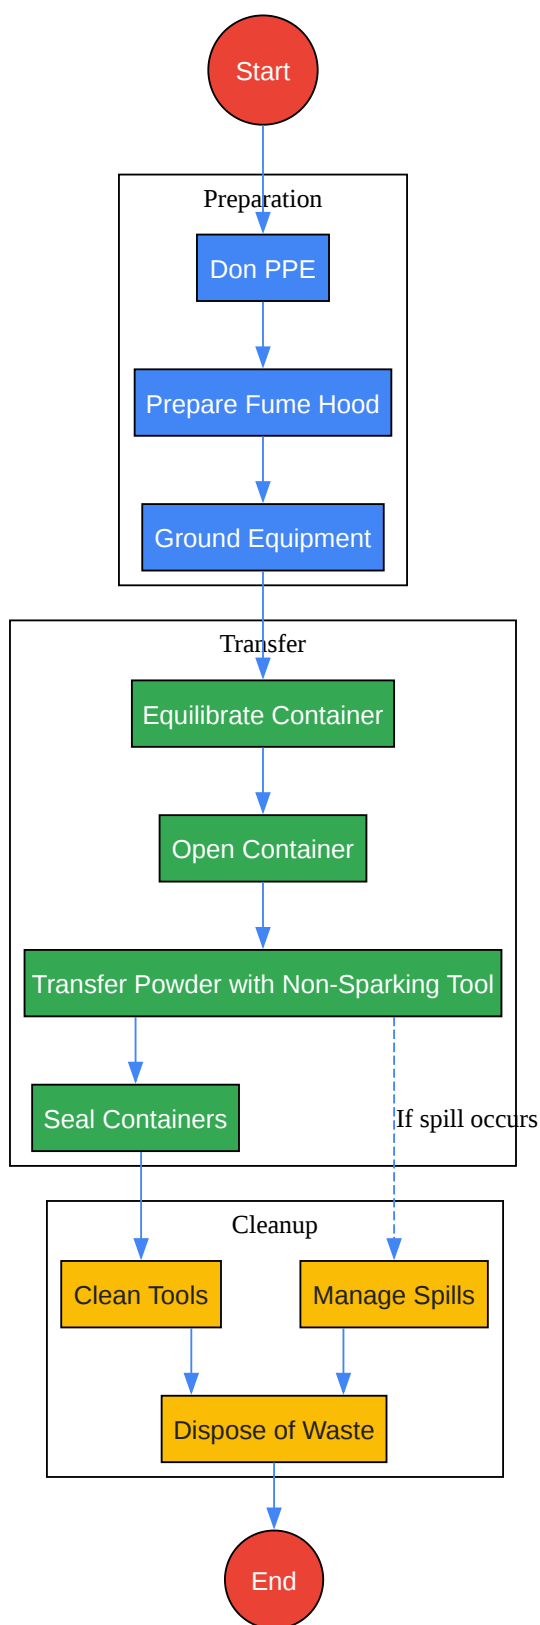 Start
Preparation
Don PPE
Prepare Fume Hood
Ground Equipment
Transfer
Equilibrate Container
Open Container
Transfer Powder with Non-Sparking Tool
Seal Containers
If spill occurs
Cleanup
Clean Tools
Manage Spills
Dispose of Waste
End